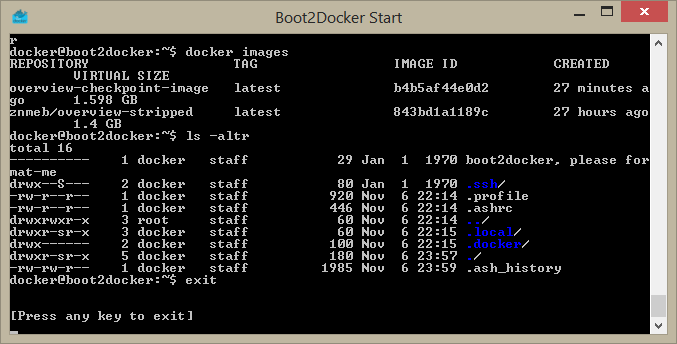 Boot2Docker Start
r
docker@boot2docker:~$ docker images
REPOSITORY TAG IMAGE ID CREATED
VIRTUAL SIZE
overview-checkpoint-image latest b4b5af44e0d2 27 minutes a
go 1.598 GB
znmeb/overview-stripped latest 843bd1a1189c 27 hours ago
1.4 GB
docker@boot2docker:~$ ls -altr
total 16
---------- 1 docker staff 29 Jan 1 1970 boot2docker, please for
mat-me
drwx--S--- 2 docker staff 80 Jan 1 1970 .ssh/
-rw-r--r-- 1 docker staff 920 Nov 6 22:14 .profile
-rw-r--r-- 1 docker staff 446 Nov 6 22:14 .ashrc
drwxrwxr-x 3 root staff 60 Nov 6 22:14 ../
drwxr-sr-x 3 docker staff 60 Nov 6 22:15 .local/
drwx------ 2 docker staff 100 Nov 6 22:15 .docker/
drwxr-sr-x 5 docker staff 180 Nov 6 23:57 ./
-rw-rw-r-- 1 docker staff 1985 Nov 6 23:59 .ash_history
docker@boot2docker:~$ exit
[Press any key to exit]